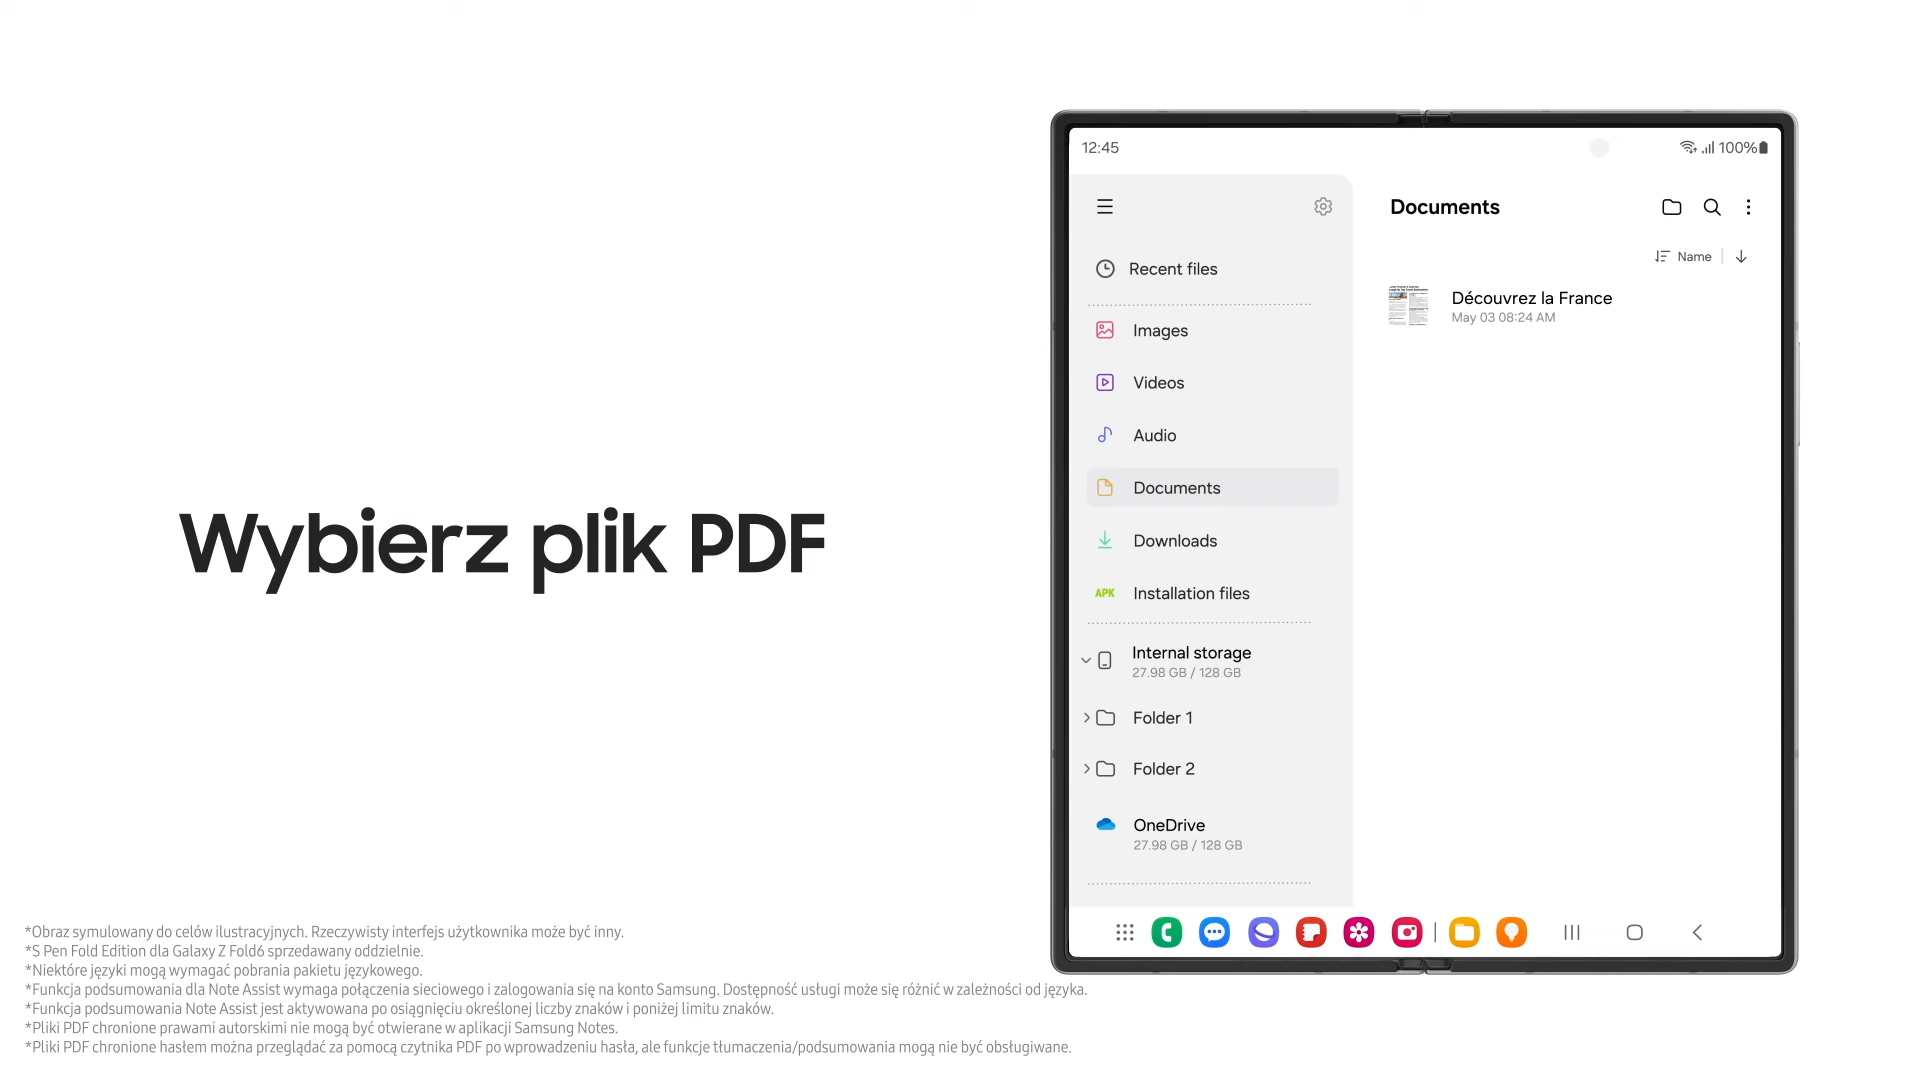 Wybierz plik PDF
12:45
100%
Recent files
Images
Videos
Audio
Documents
Downloads
APK Installation files
Internal storage
27.98 GB / 128 GB
Folder 1
Folder 2
OneDrive
27.98 GB / 128 GB
Documents
Name
Découvrez la France
May 03 08:24 AM
*Obraz symulowany do celów ilustracyjnych. Rzeczywisty interfejs użytkownika może być inny.
*S Pen Fold Edition dla Galaxy Z Fold6 sprzedawany oddzielnie.
*Niektóre języki mogą wymagać pobrania pakietu językowego.
*Funkcja podsumowania dla Note Assist wymaga połączenia sieciowego i zalogowania się na konto Samsung. Dostępność usługi może się różnić w zależności od języka.
*Funkcja podsumowania Note Assist jest aktywowana po osiągnięciu określonej liczby znaków i poniżej limitu znaków.
*Pliki PDF chronione prawami autorskimi nie mogą być otwierane w aplikacji Samsung Notes.
*Pliki PDF chronione hasłem można przeglądać za pomocą czytnika PDF po wprowadzeniu hasła, ale funkcje tłumaczenia/podsumowania mogą nie być obsługiwane.